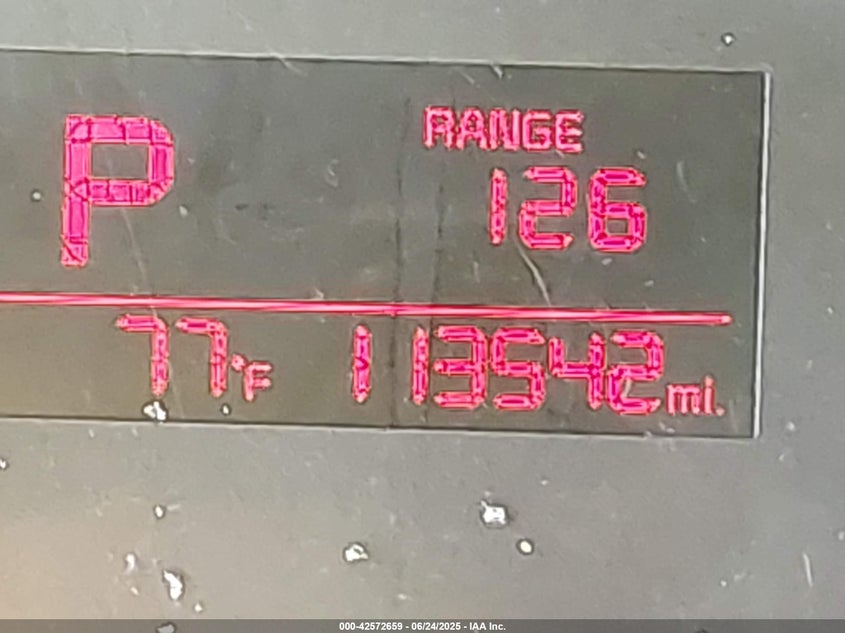 P RANGE
126
77°F 113542 mi.
000-42572659 - 06/24/2025 - IAA Inc.